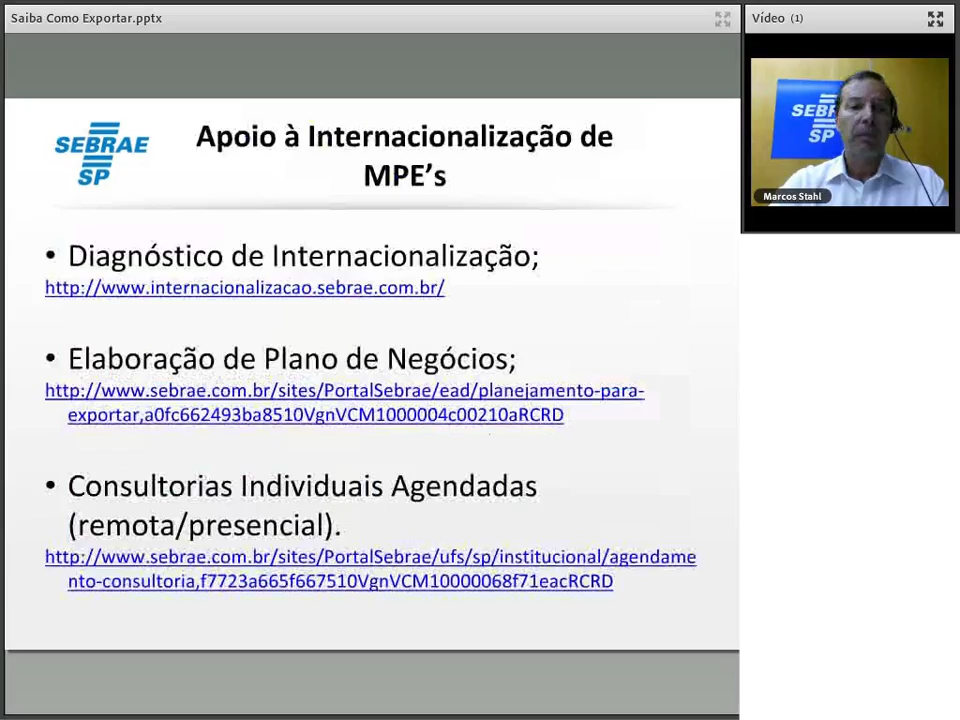 Saiba Como Exportar.pptx
Vídeo (1)
SEBRAE
SP
Apoio à Internacionalização de
MPE’s
SEBRAE
SP
Marcos Stahl
• Diagnóstico de Internacionalização;
http://www.internacionalizacao.sebrae.com.br/
• Elaboração de Plano de Negócios;
http://www.sebrae.com.br/sites/PortalSebrae/ead/planejamento-para-
exportar,a0fc662493ba8510VgnVCM1000004c00210aRCRD
• Consultorias Individuais Agendadas
(remota/presencial).
http://www.sebrae.com.br/sites/PortalSebrae/ufs/sp/institucional/agendame
nto-consultoria,f7723a665f667510VgnVCM10000068f71eacRCRD